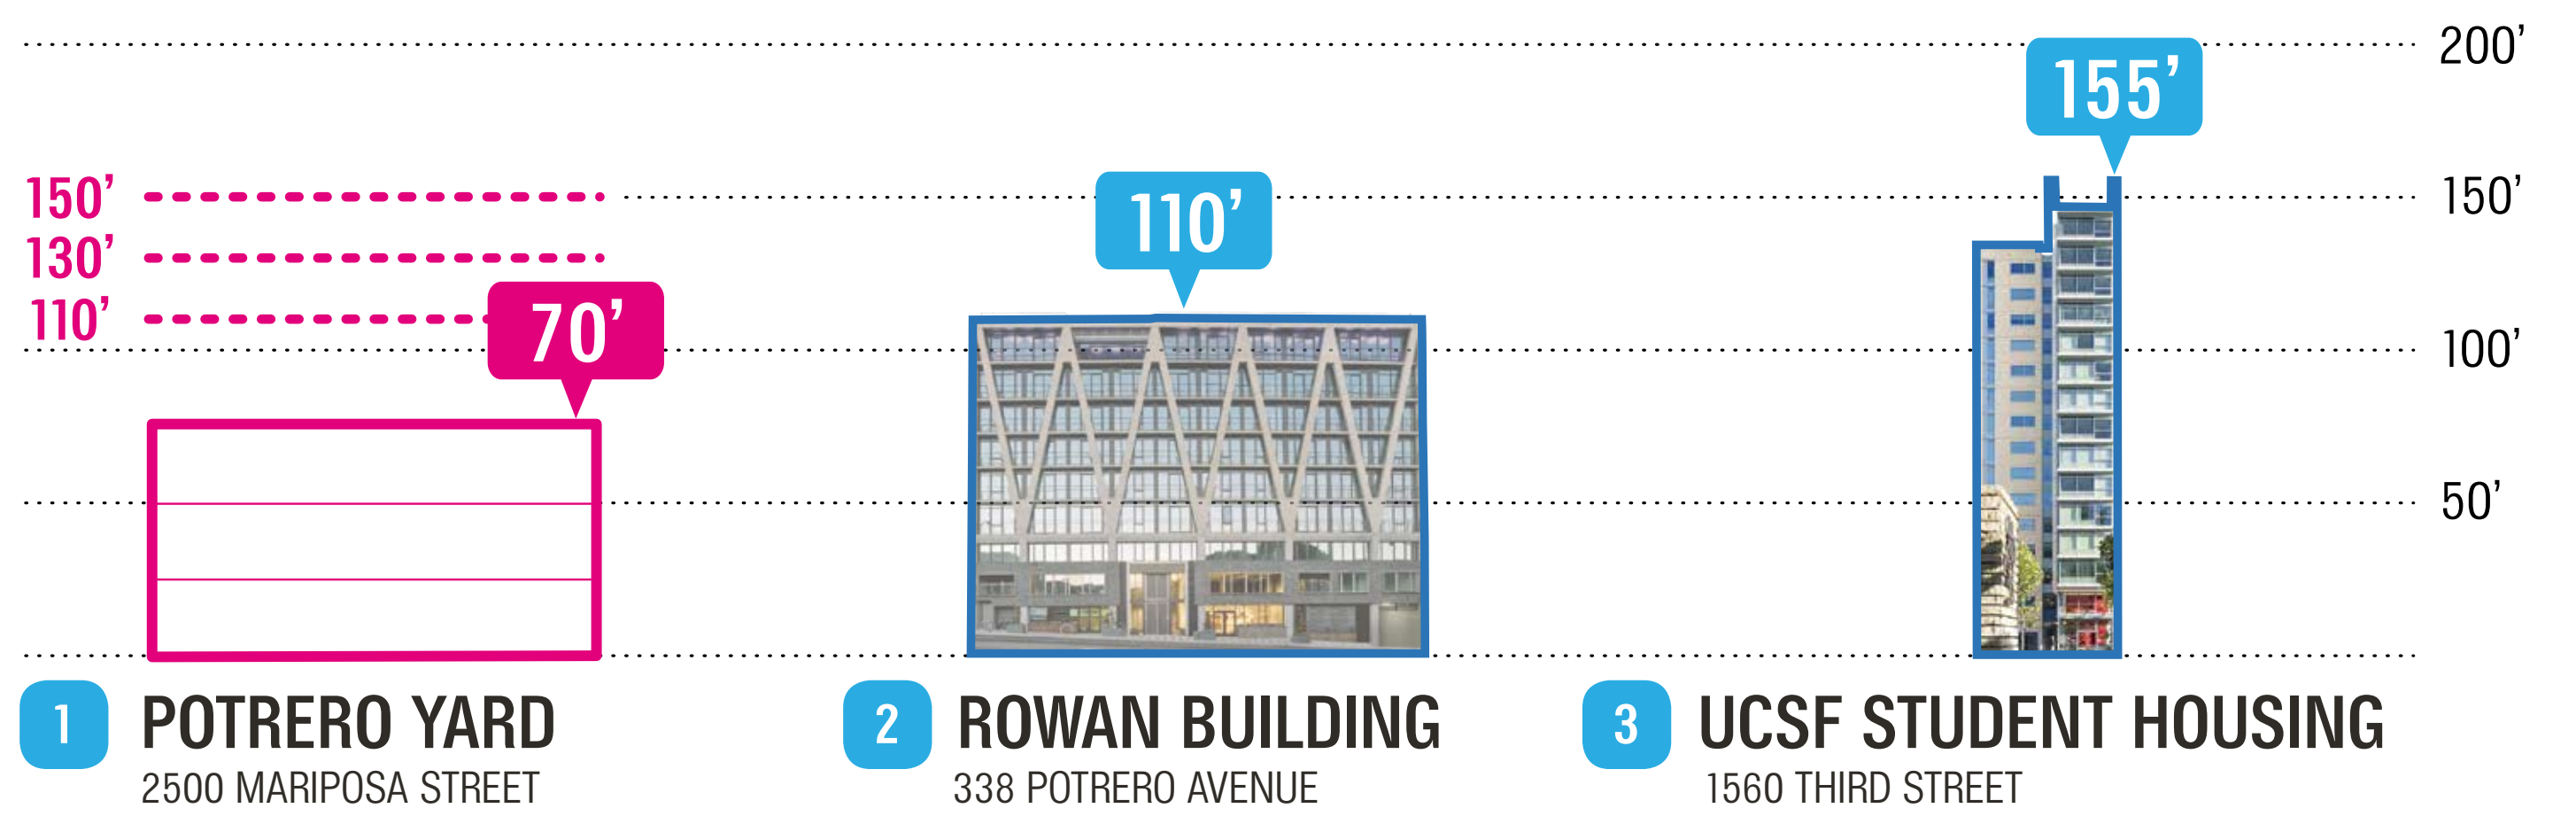 200’
155’
150’
150’
130’
110’
110’
70’
100’
50’
1 POTRERO YARD
2500 MARIPOSA STREET
2 ROWAN BUILDING
338 POTRERO AVENUE
3 UCSF STUDENT HOUSING
1560 THIRD STREET